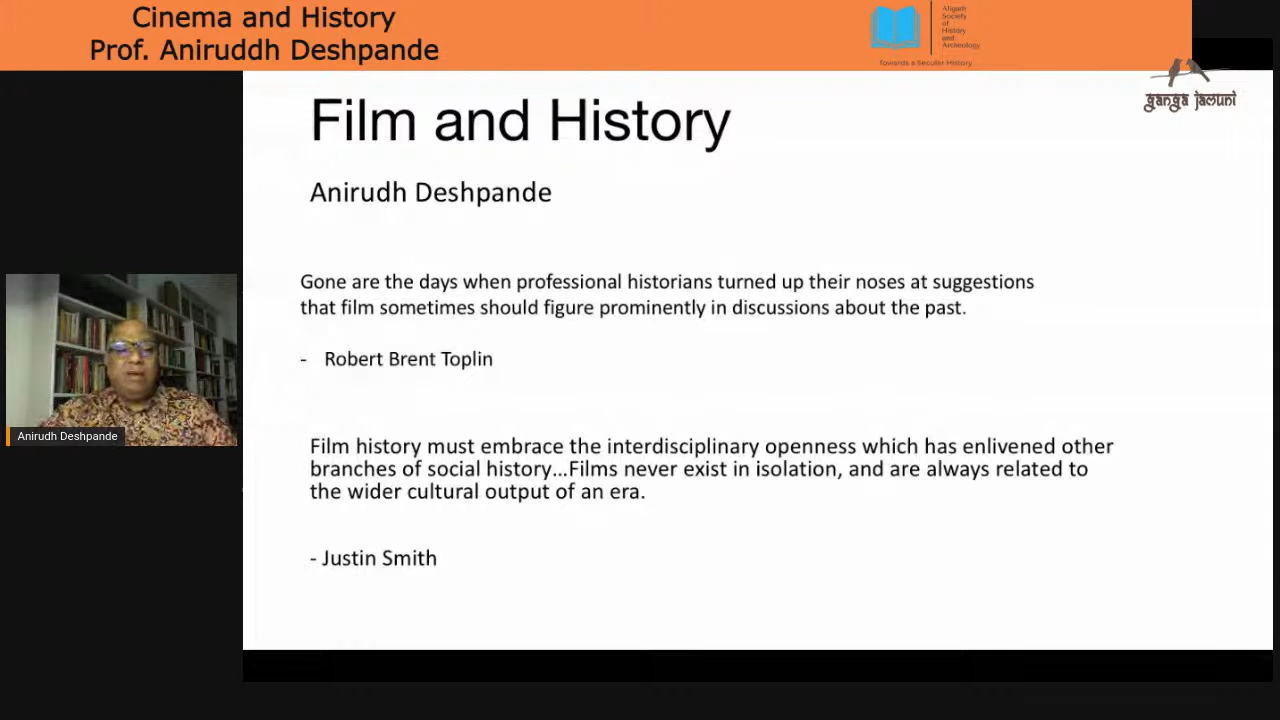 Cinema and History
Prof. Aniruddh Deshpande
Aligarh
Society
of
History
and
Archeology
Towards a Secular History
ganga jamuni
Film and History
Anirudh Deshpande
Gone are the days when professional historians turned up their noses at suggestions
that film sometimes should figure prominently in discussions about the past.
- Robert Brent Toplin
Film history must embrace the interdisciplinary openness which has enlivened other
branches of social history...Films never exist in isolation, and are always related to
the wider cultural output of an era.
- Justin Smith
Anirudh Deshpande